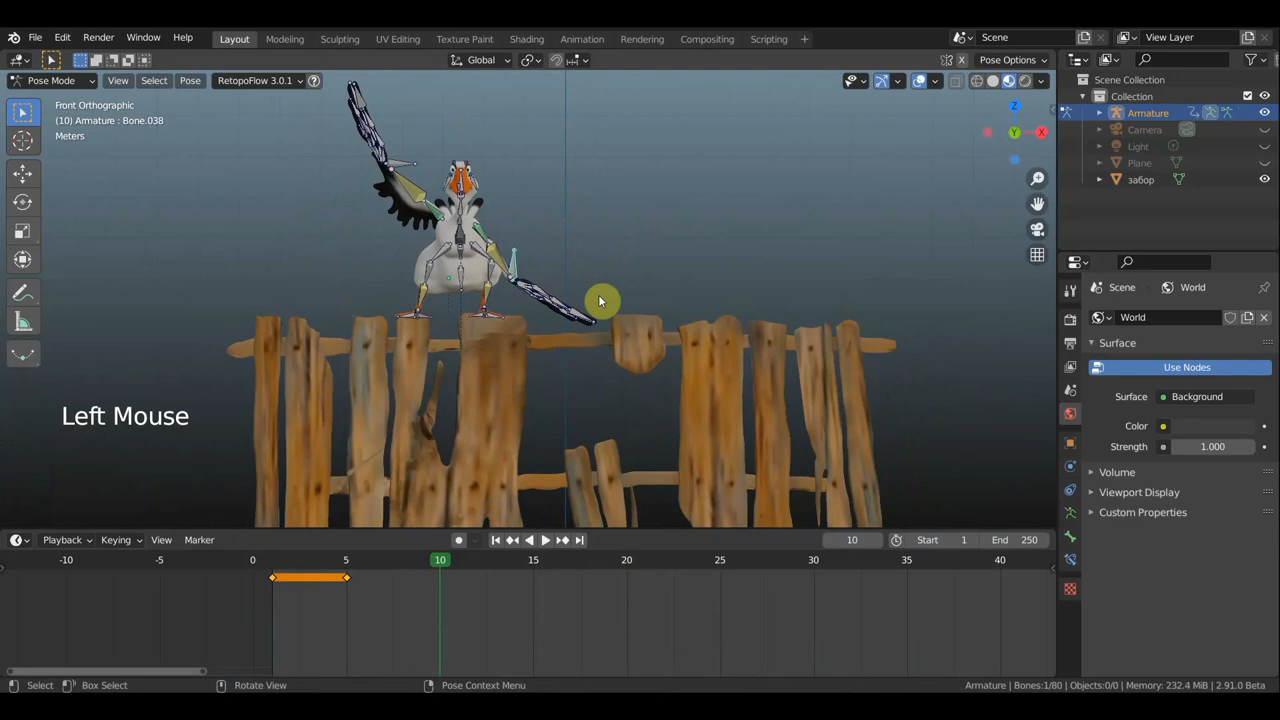 File Edit Render Window Help
Layout Modeling Sculpting UV Editing Texture Paint Shading Animation Rendering Compositing Scripting +
Scene
View Layer
Global
X Pose Options
Pose Mode View Select Pose RetopoFlow 3.0.1 ?
Front Orthographic
(10) Armature : Bone.038
Meters
Z
Y
X
Left Mouse
Scene Collection
Collection
Armature
Camera
Light
Plane
забор
Scene World
World
Surface
Use Nodes
Surface Background
Color
Strength 1.000
Volume
Viewport Display
Custom Properties
Playback Keying View Marker
10 Start 1 End 250
-10 -5 0 5 10 15 20 25 30 35 40
Select Box Select Rotate View Pose Context Menu
Armature | Bones:1/80 | Objects:0/0 | Memory: 232.4 MiB | 2.91.0 Beta